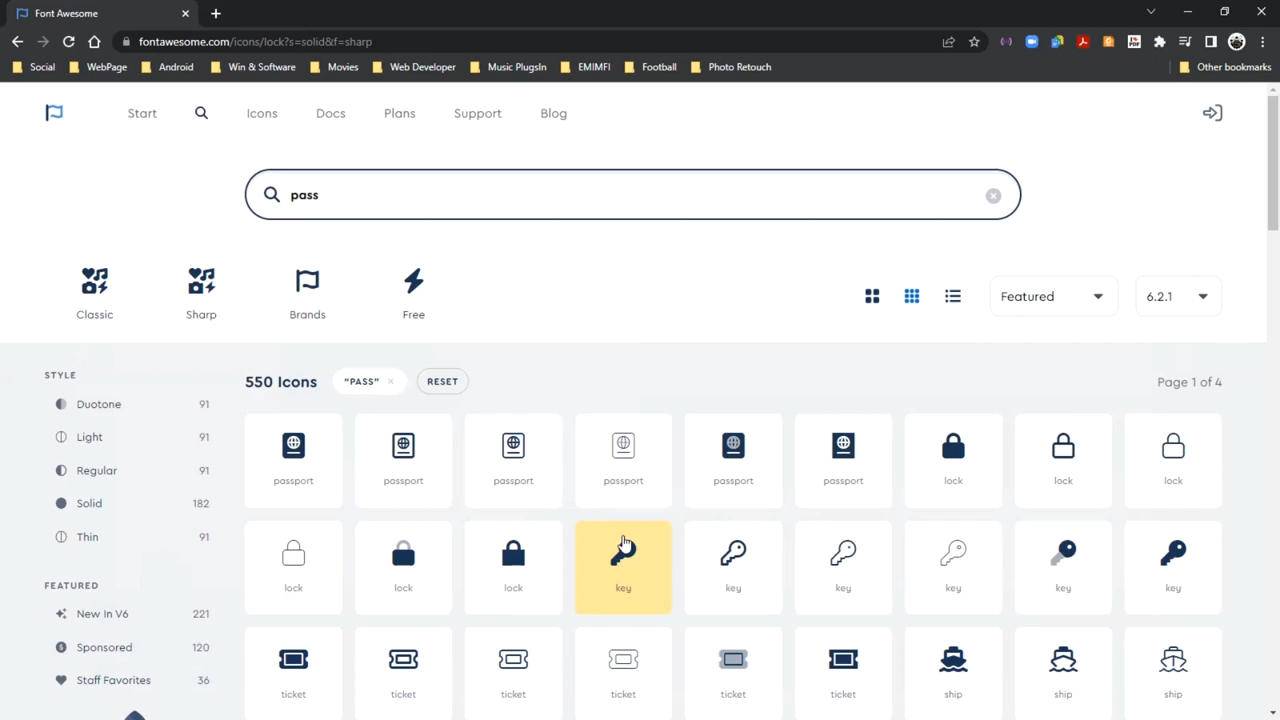 Font Awesome
fontawesome.com/icons/lock?s=solid&f=sharp
Social WebPage Android Win & Software Movies Web Developer Music PlugsIn EMIMFI Football Photo Retouch Other bookmarks
Start Icons Docs Plans Support Blog
pass
Classic Sharp Brands Free
Featured 6.2.1
STYLE
Duotone 91
Light 91
Regular 91
Solid 182
Thin 91
FEATURED
New In V6 221
Sponsored 120
Staff Favorites 36
550 Icons "PASS" × RESET Page 1 of 4
passport passport passport passport passport passport lock lock lock
lock lock lock key key key key key key
ticket ticket ticket ticket ticket ticket ship ship ship